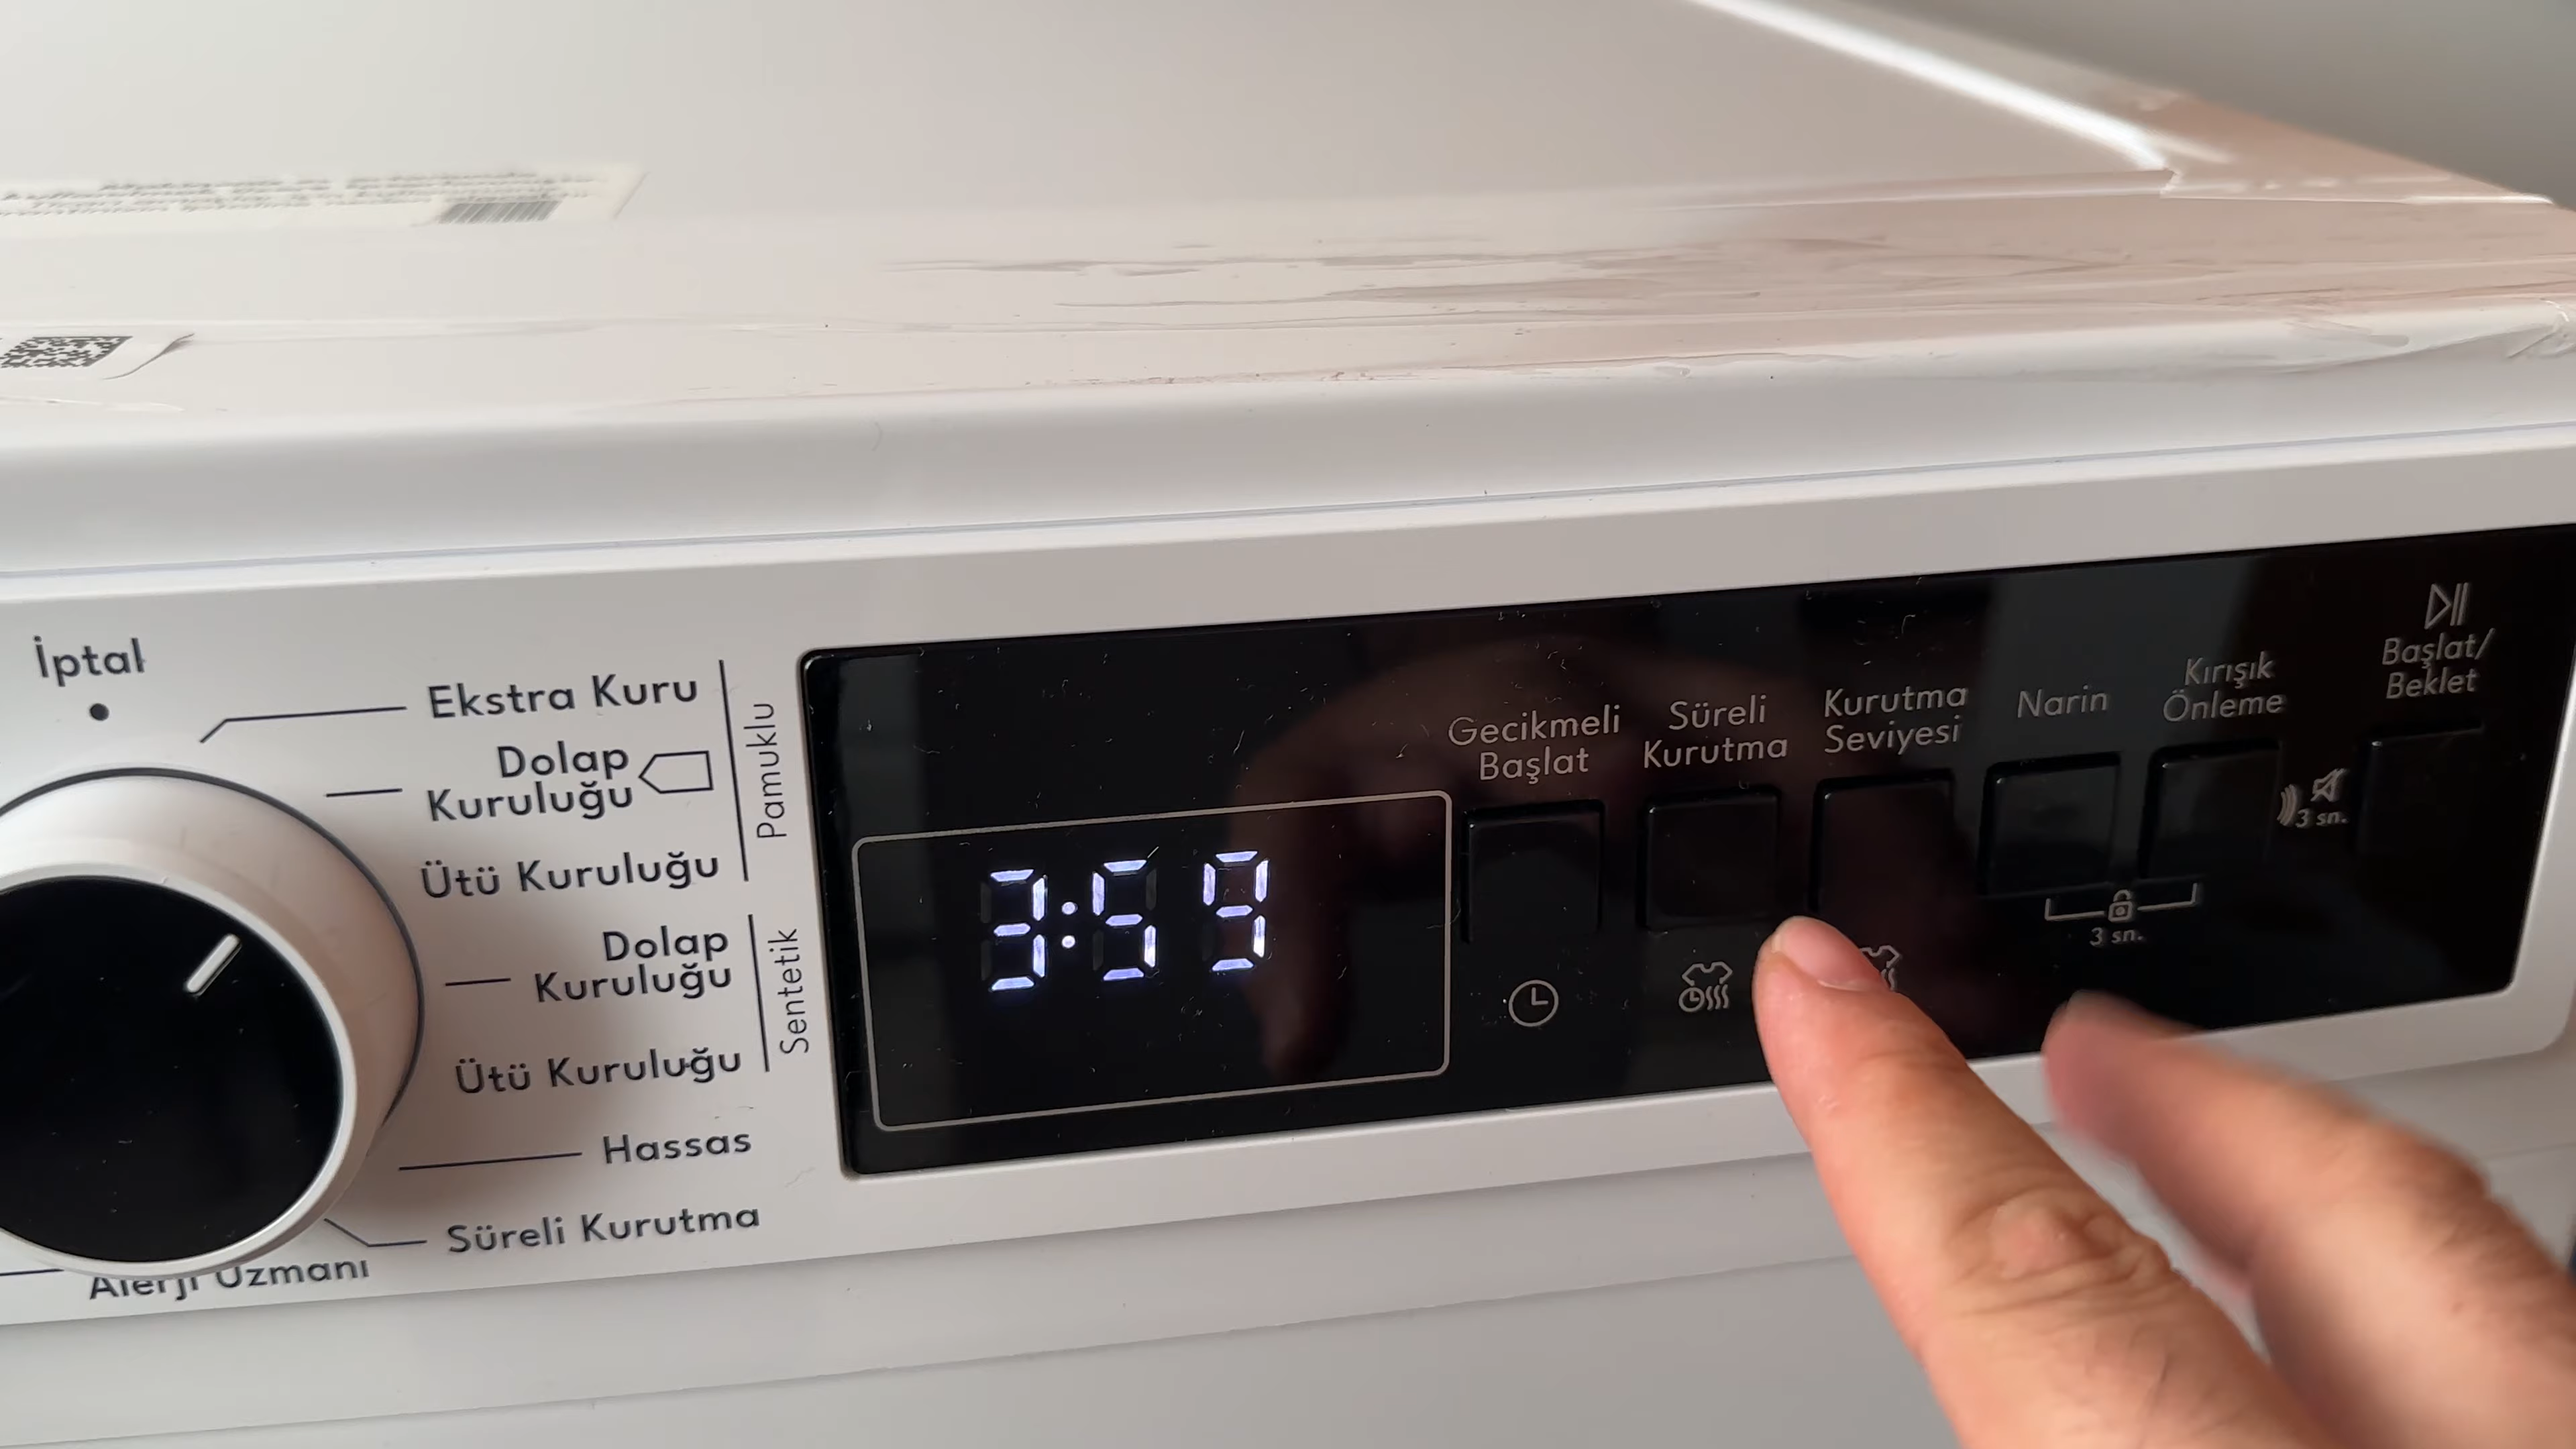 İptal
Ekstra Kuru
Dolap
Kuruluğu
Ütü Kuruluğu
Pamuklu
Dolap
Kuruluğu
Ütü Kuruluğu
Sentetik
Hassas
Süreli Kurutma
Alerji Uzmanı
3:59
Gecikmeli
Başlat
Süreli
Kurutma
Kurutma
Seviyesi
Narin
Kırışık
Önleme
3 sn.
3 sn.
Başlat/
Beklet